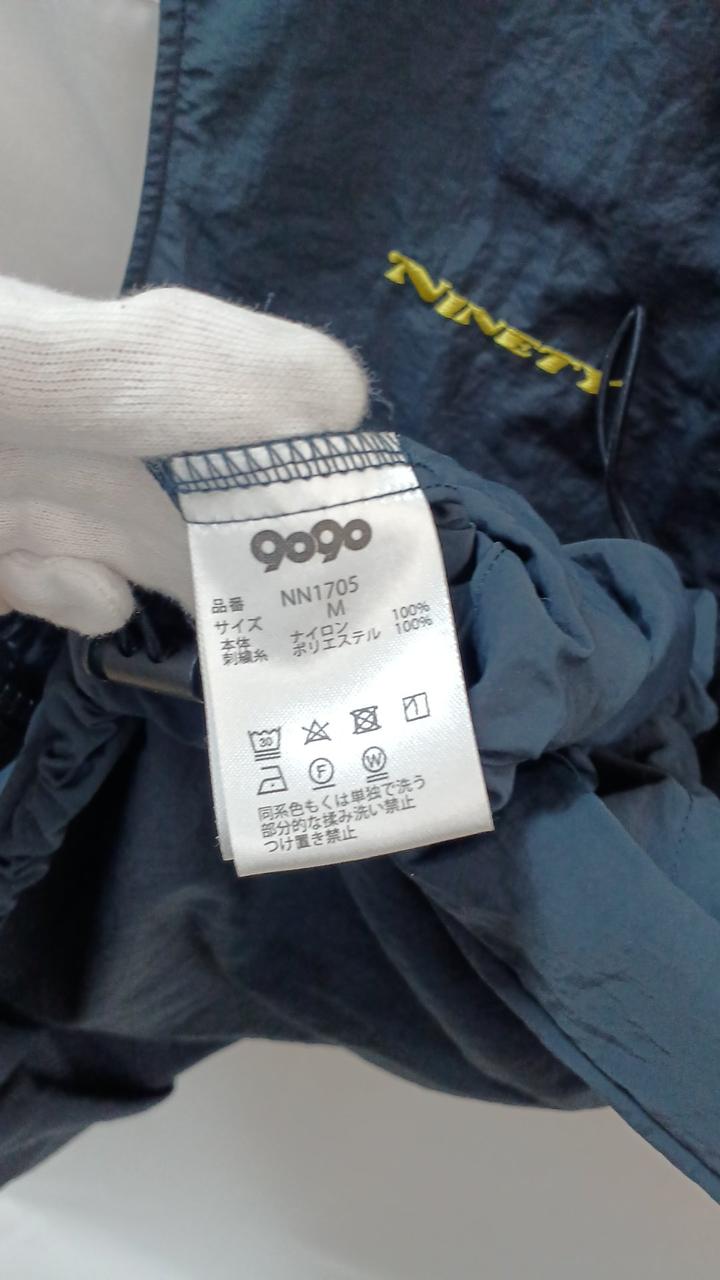 NINETY
9090
品番 NN1705
サイズ M
本体 ナイロン 100%
刺繍糸 ポリエステル 100%
30
F W
同系色もくは単独で洗う
部分的な揉み洗い禁止
つけ置き禁止